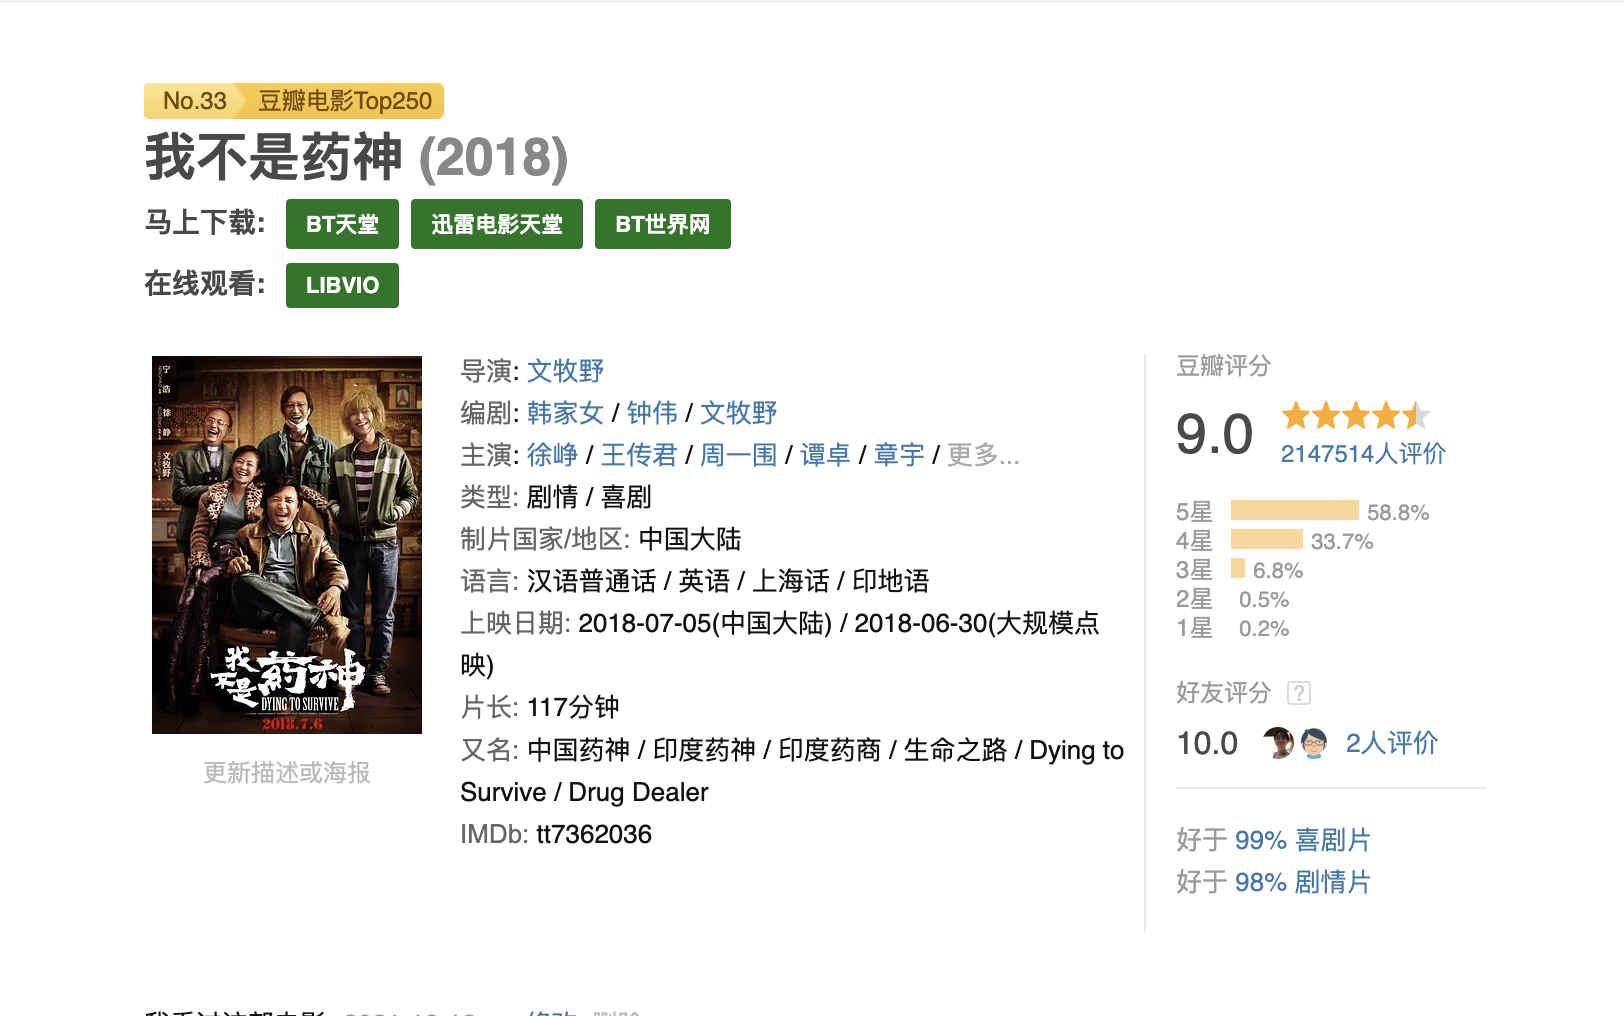 No.33 豆瓣电影Top250
我不是药神 (2018)
马上下载: BT天堂 迅雷电影天堂 BT世界网
在线观看: LIBVIO
宁浩
徐峥
文牧野
我不是药神
DYING TO SURVIVE
2018.7.6
更新描述或海报
导演: 文牧野
编剧: 韩家女 / 钟伟 / 文牧野
主演: 徐峥 / 王传君 / 周一围 / 谭卓 / 章宇 / 更多...
类型: 剧情 / 喜剧
制片国家/地区: 中国大陆
语言: 汉语普通话 / 英语 / 上海话 / 印地语
上映日期: 2018-07-05(中国大陆) / 2018-06-30(大规模点
映)
片长: 117分钟
又名: 中国药神 / 印度药神 / 印度药商 / 生命之路 / Dying to
Survive / Drug Dealer
IMDb: tt7362036
豆瓣评分
9.0
2147514人评价
5星 58.8%
4星 33.7%
3星 6.8%
2星 0.5%
1星 0.2%
好友评分 ?
10.0 2人评价
好于 99% 喜剧片
好于 98% 剧情片